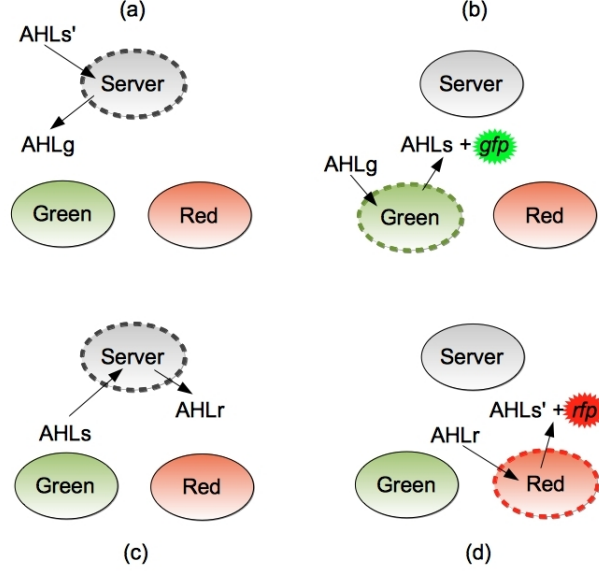 (a)
AHLs'
Server
AHLg
Green
Red
(b)
Server
AHLs + gfp
AHLg
Green
Red
Server
AHLr
AHLs
Green
Red
(c)
Server
AHLs' + rfp
AHLr
Green
Red
(d)